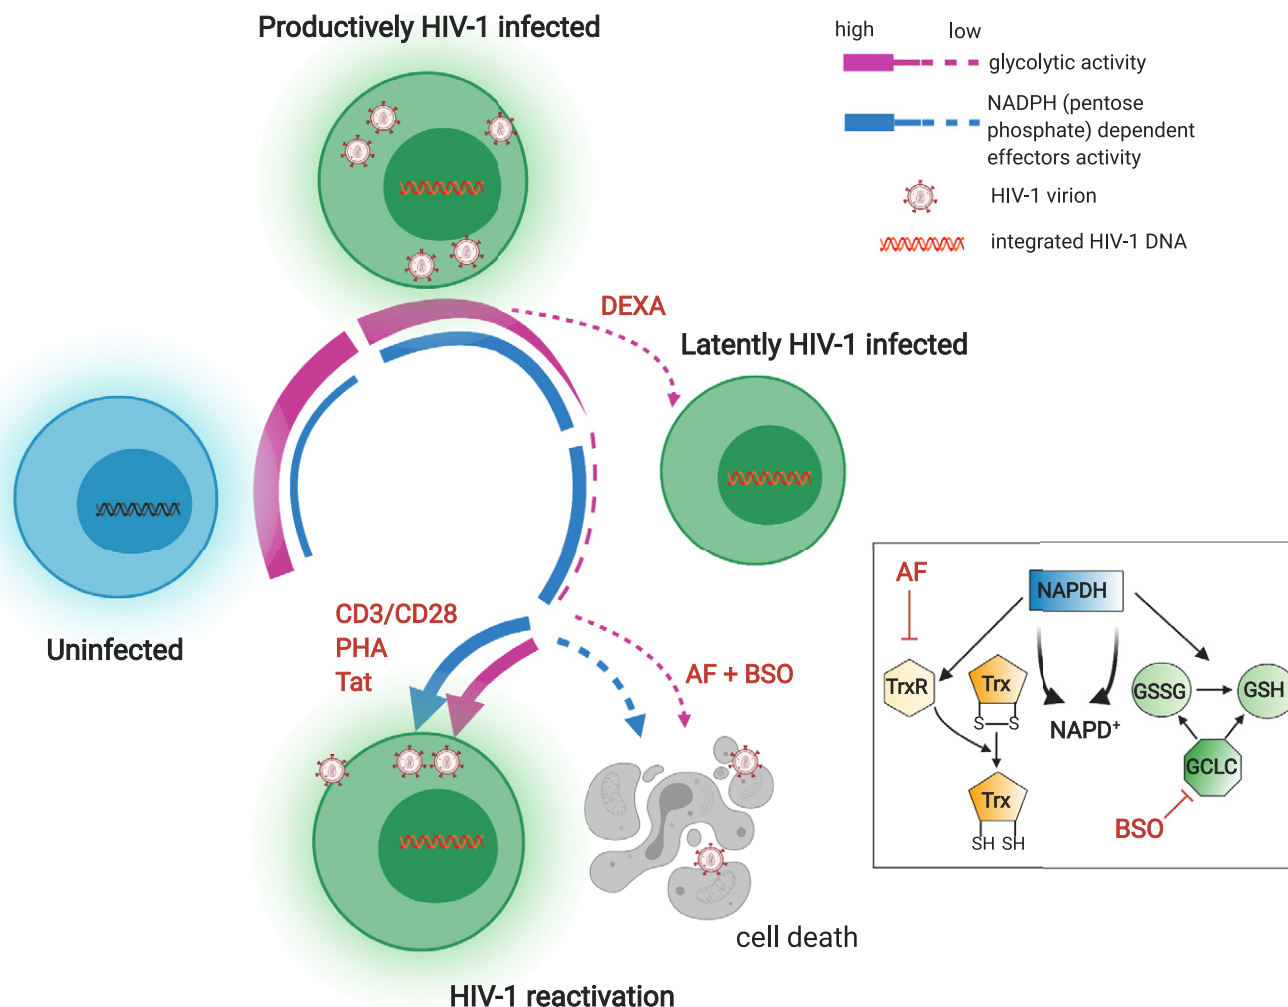 Productively HIV-1 infected
high
low
glycolytic activity
NADPH (pentose
phosphate) dependent
effectors activity
HIV-1 virion
integrated HIV-1 DNA
DEXA
Latently HIV-1 infected
Uninfected
CD3/CD28
PHA
Tat
AF + BSO
cell death
HIV-1 reactivation
AF
NAPDH
TrxR
Trx
S
S
NAPD⁺
GSSG
GSH
GCLC
Trx
SH SH
BSO